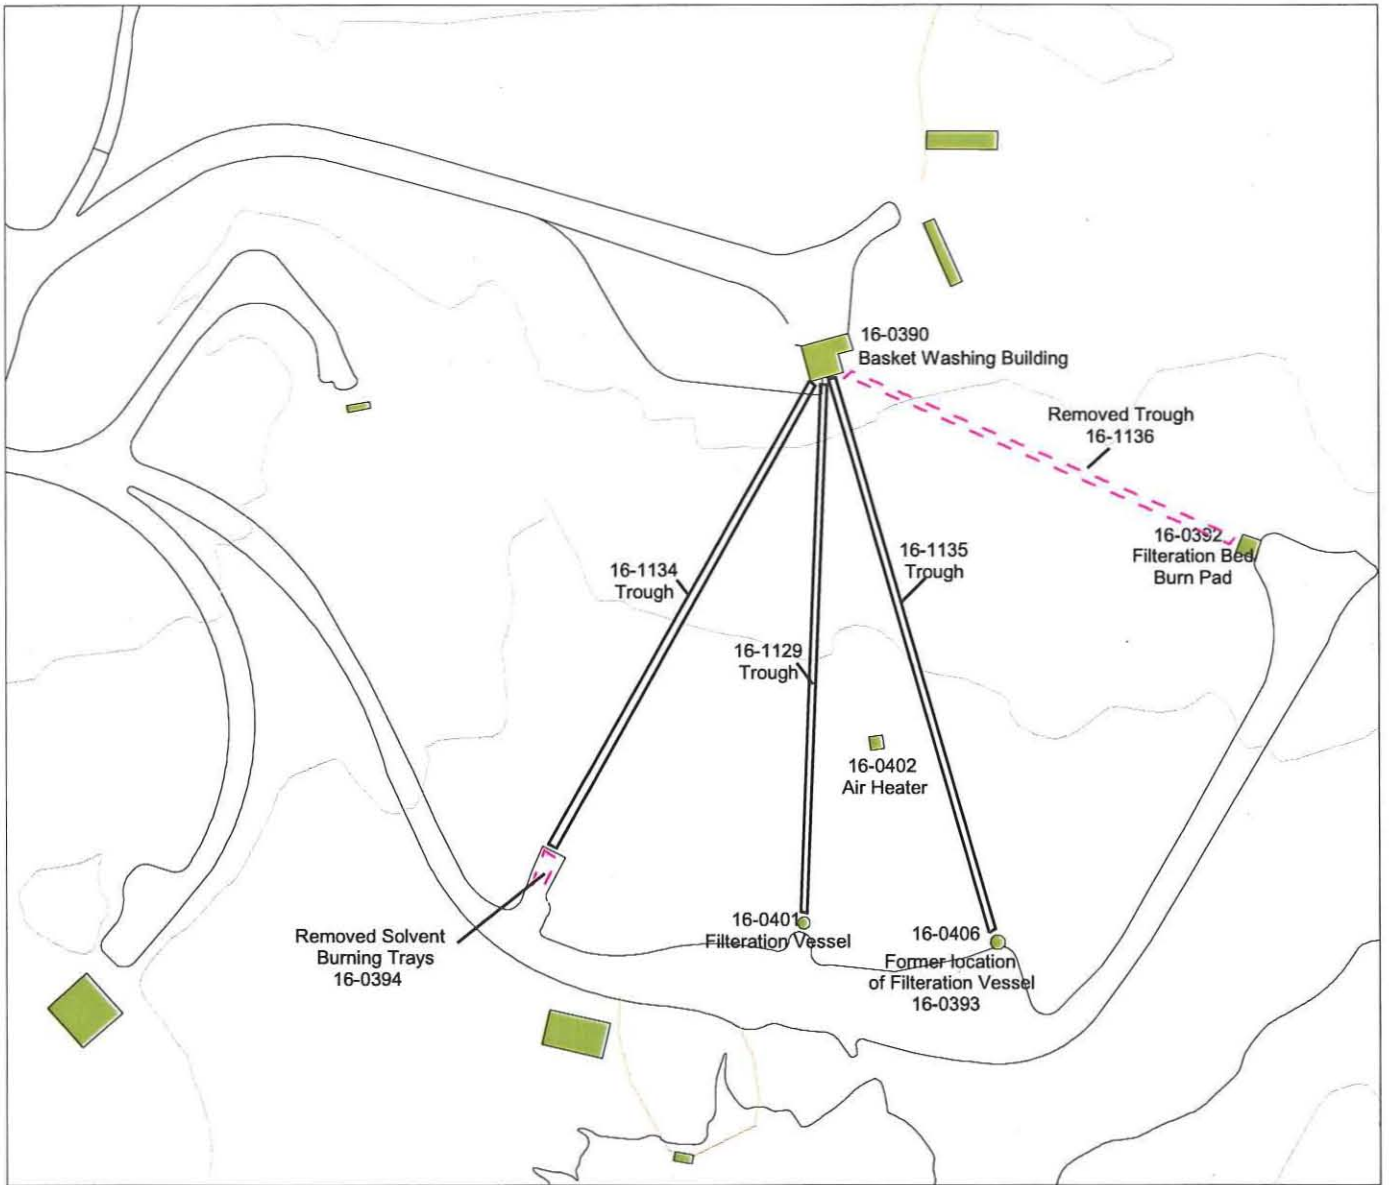 16-0390
Basket Washing Building
Removed Trough
16-1136
16-0392
Filteration Bed
Burn Pad
16-1135
Trough
16-1134
Trough
16-1129
Trough
16-0402
Air Heater
16-0401
Filteration Vessel
16-0406
Former location
of Filteration Vessel
16-0393
Removed Solvent
Burning Trays
16-0394